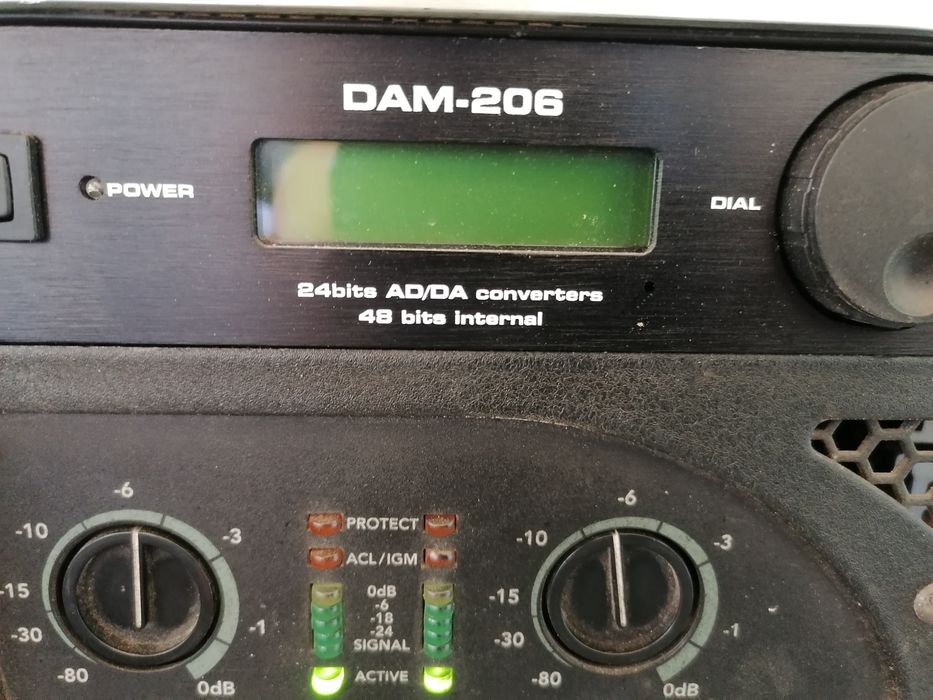 DAM-206
POWER
DIAL
24bits AD/DA converters
48 bits internal
-6
-10
-3
-15
-30
-1
-80
0dB
PROTECT
ACL/IGM
0dB
-6
-18
-24
SIGNAL
ACTIVE
-6
-10
-3
-15
-30
-1
-80
0dB